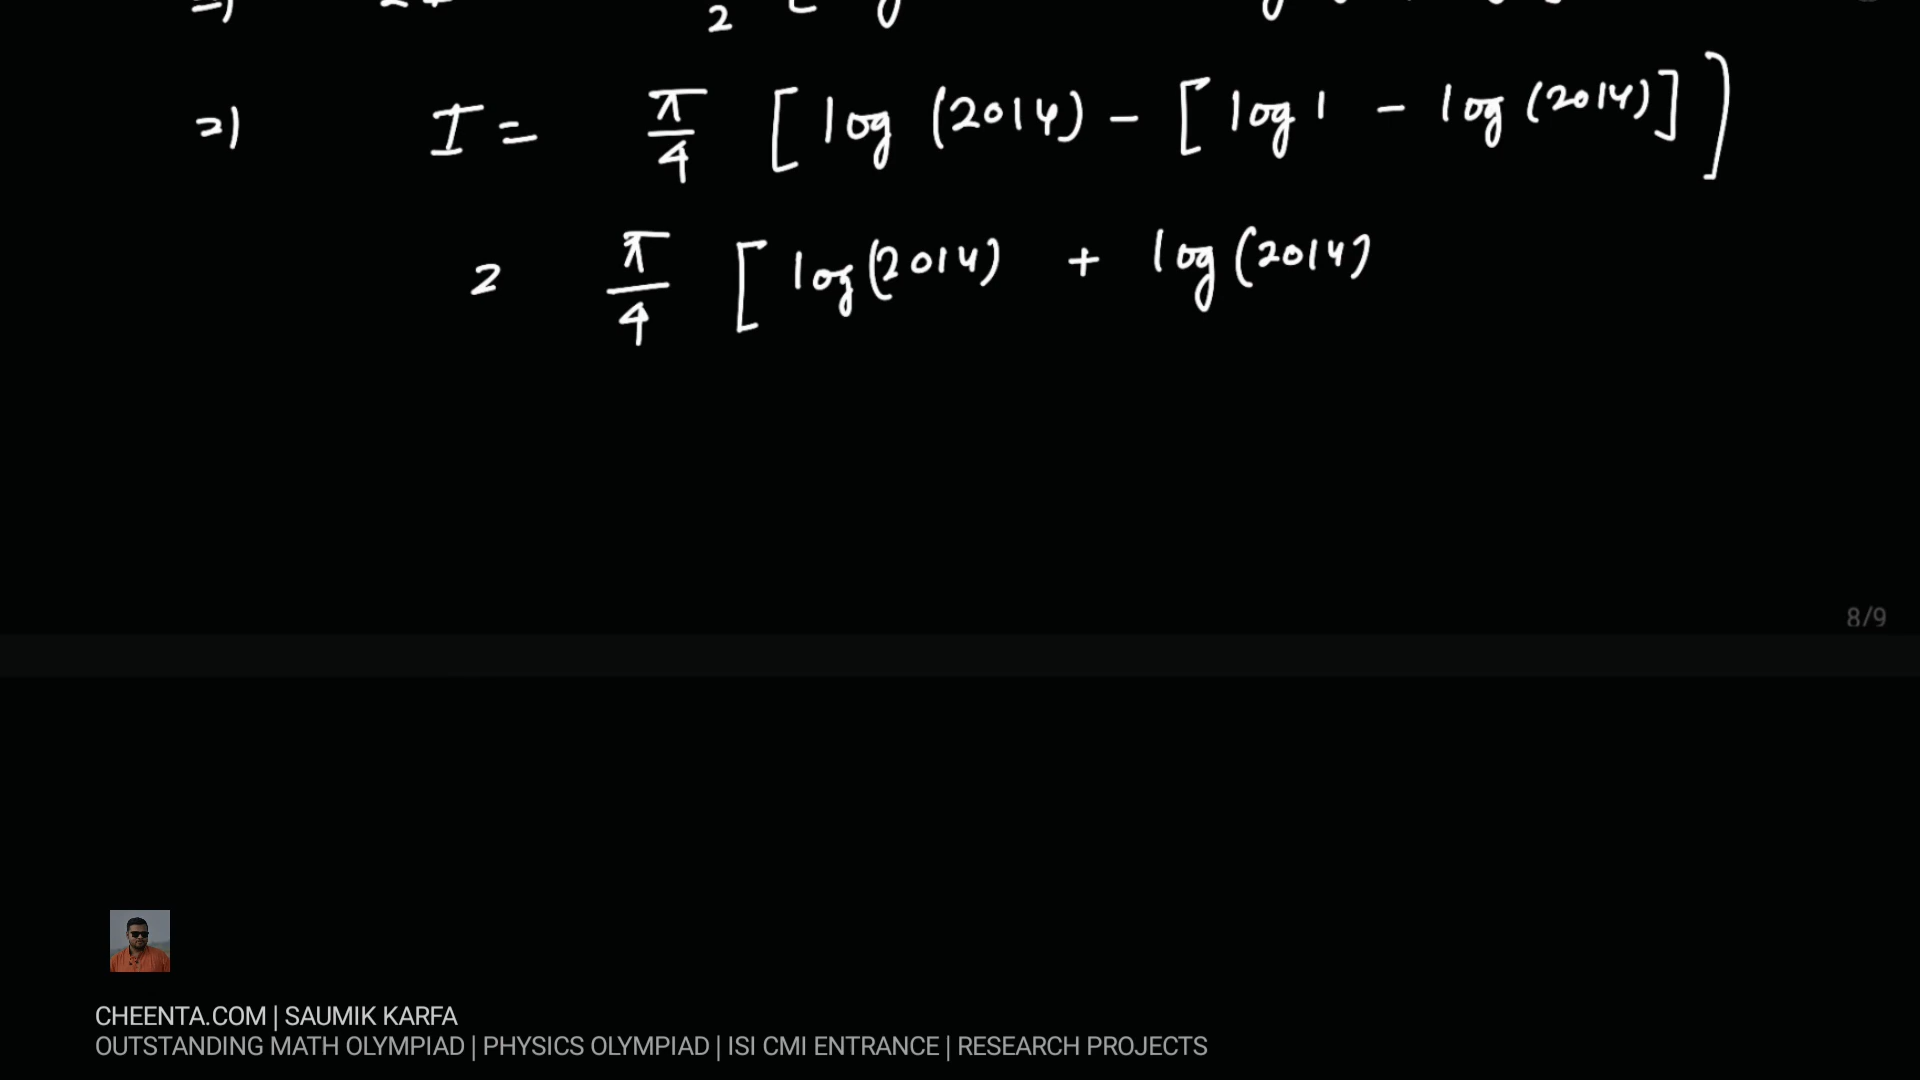 2
=) I = π/4 [ log (2014) - [ log 1 - log (2014) ] ]
= π/4 [ log (2014) + log (2014)
8/9
CHEENTA.COM | SAUMIK KARFA
OUTSTANDING MATH OLYMPIAD | PHYSICS OLYMPIAD | ISI CMI ENTRANCE | RESEARCH PROJECTS